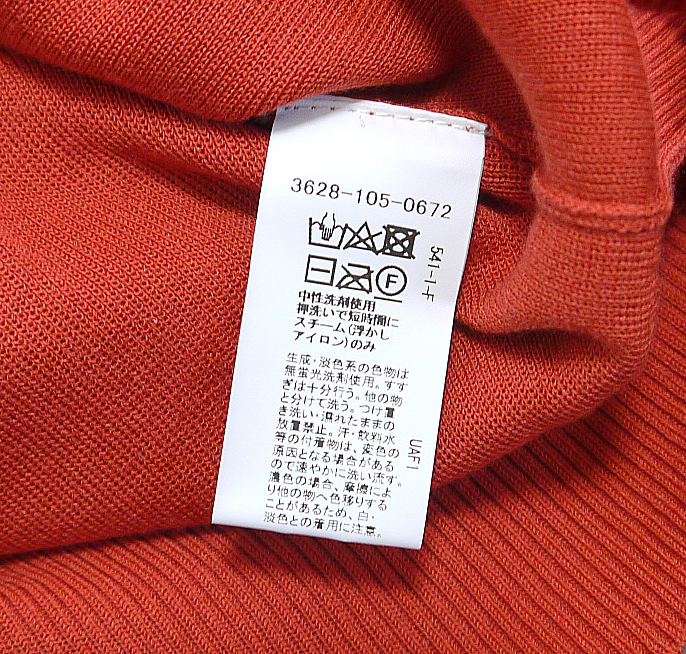 3628-105-0672
541-1-F
F
中性洗剤使用
押洗いで短時間に
スチーム(浮かし
アイロン)のみ
生成・淡色系の色物は
無蛍光洗剤使用。すす
ぎは十分行う。他の物
と分けて洗う。つけ置
き洗い・濡れたままの
放置禁止。汗・飲料水
等の付着物は、変色の
原因となる場合がある
ので速やかに洗い流す。
濃色の場合、摩擦によ
り他の物へ色移りする
ことがあるため、白・
淡色との着用に注意。
UAF1